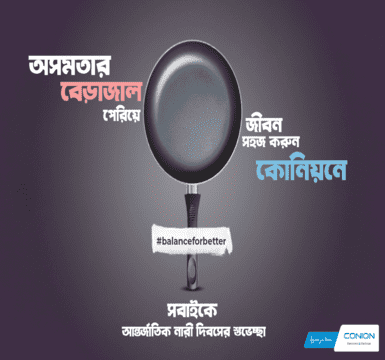 অসমতার
বেড়াজাল
পেরিয়ে
জীবন
সহজ করুন
কোনিয়নে
#balanceforbetter
সবাইকে
আন্তর্জাতিক নারী দিবসের শুভেচ্ছা
CONION